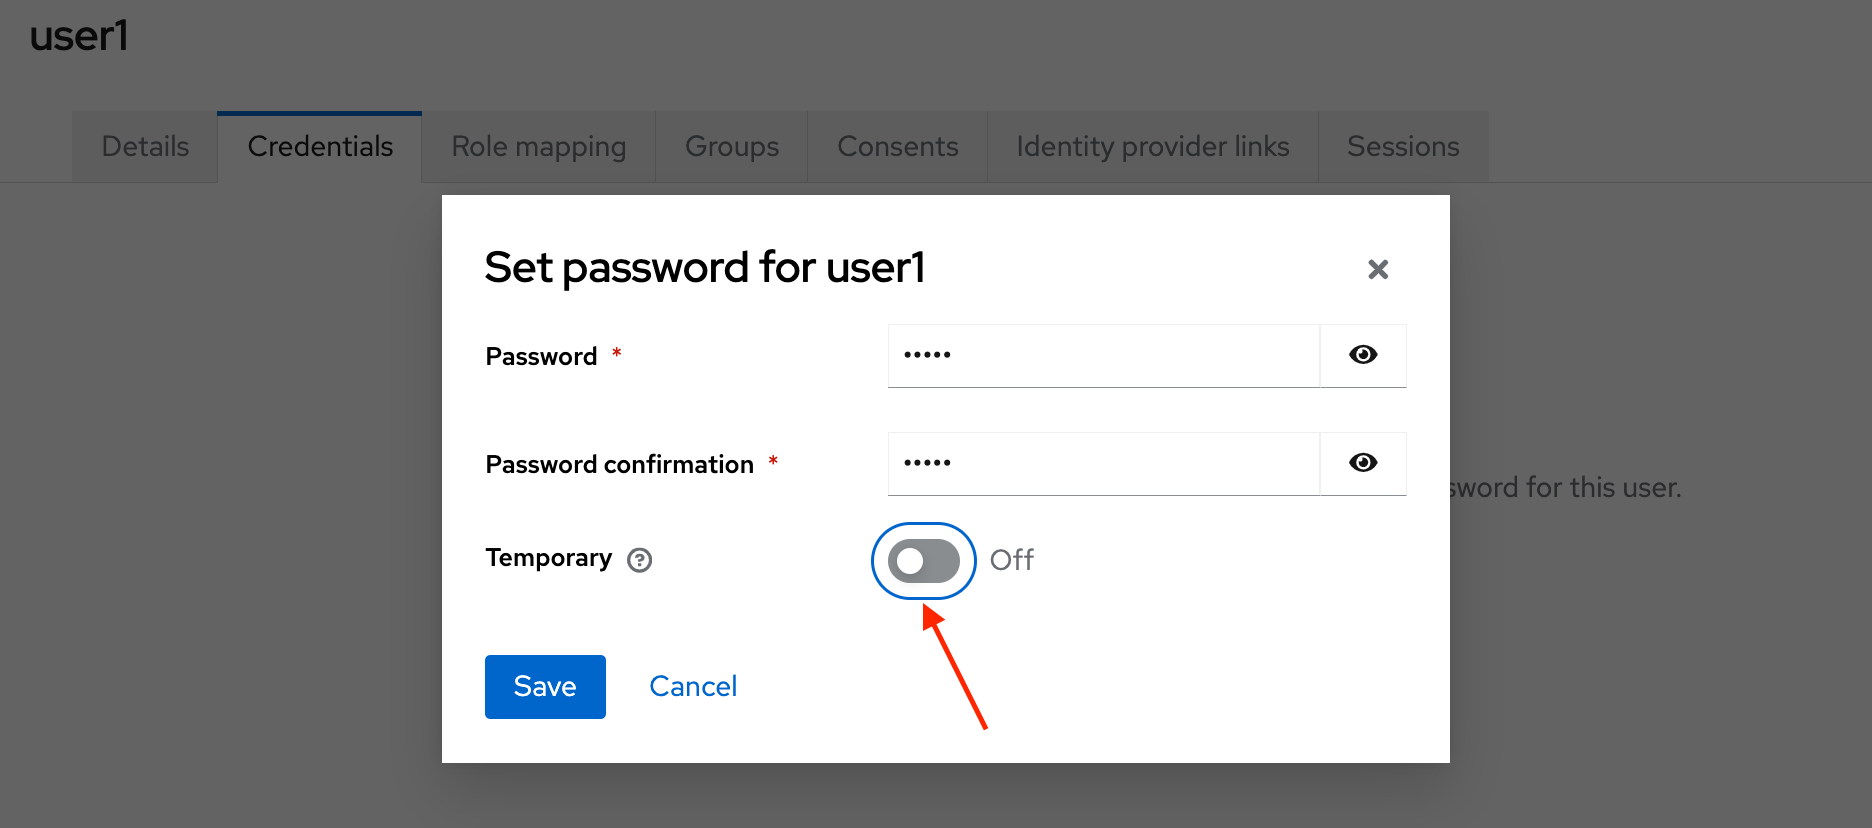 user1
Details Credentials Role mapping Groups Consents Identity provider links Sessions
Set password for user1
Password *
•••••
Password confirmation *
•••••
sword for this user.
Temporary ?
Off
Save Cancel